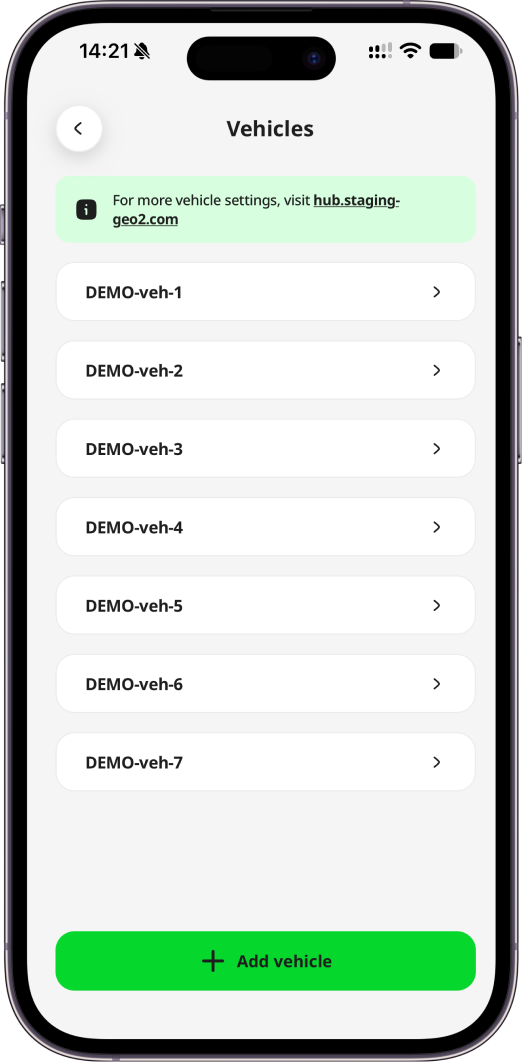 14:21
Vehicles
For more vehicle settings, visit hub.staging-
geo2.com
DEMO-veh-1
DEMO-veh-2
DEMO-veh-3
DEMO-veh-4
DEMO-veh-5
DEMO-veh-6
DEMO-veh-7
Add vehicle